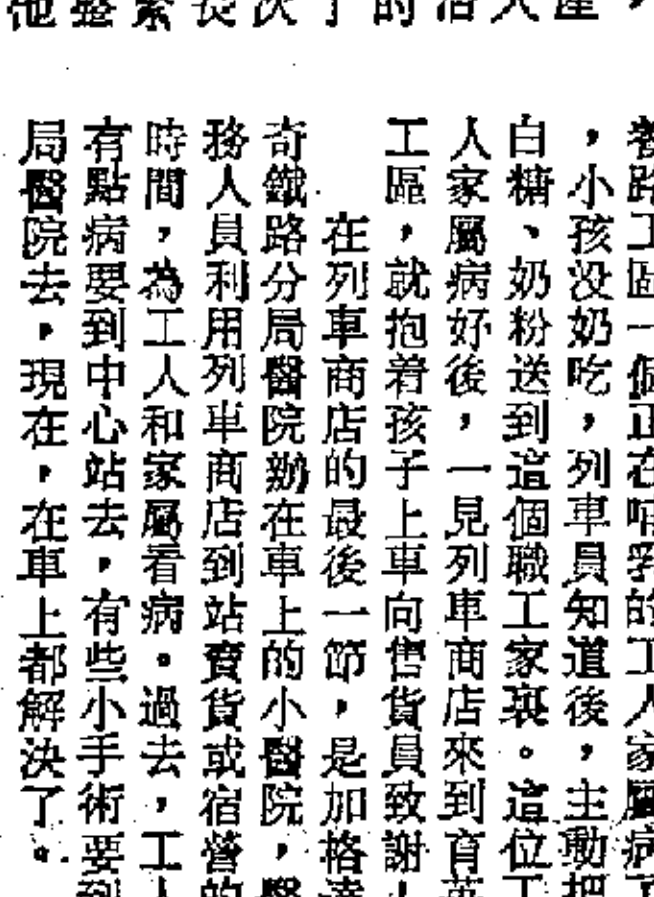 養路工區一個正在哺乳的工人家屬病了
，小孩没奶吃，列車員知道後，主動把
白糖、奶粉送到這個職工家裏。這位工
人家屬病好後，一見列車商店來到育英
工區，就抱着孩子上車向售貨員致謝！
在列車商店的最後一節，是加格達
奇鐵路分局醫院辦在車上的小醫院，醫
務人員利用列車商店到站賣貨或宿營的
時間，為工人和家屬看病。過去，工人
有點病要到中心站去，有些小手術要到
局醫院去，現在，在車上都解決了。